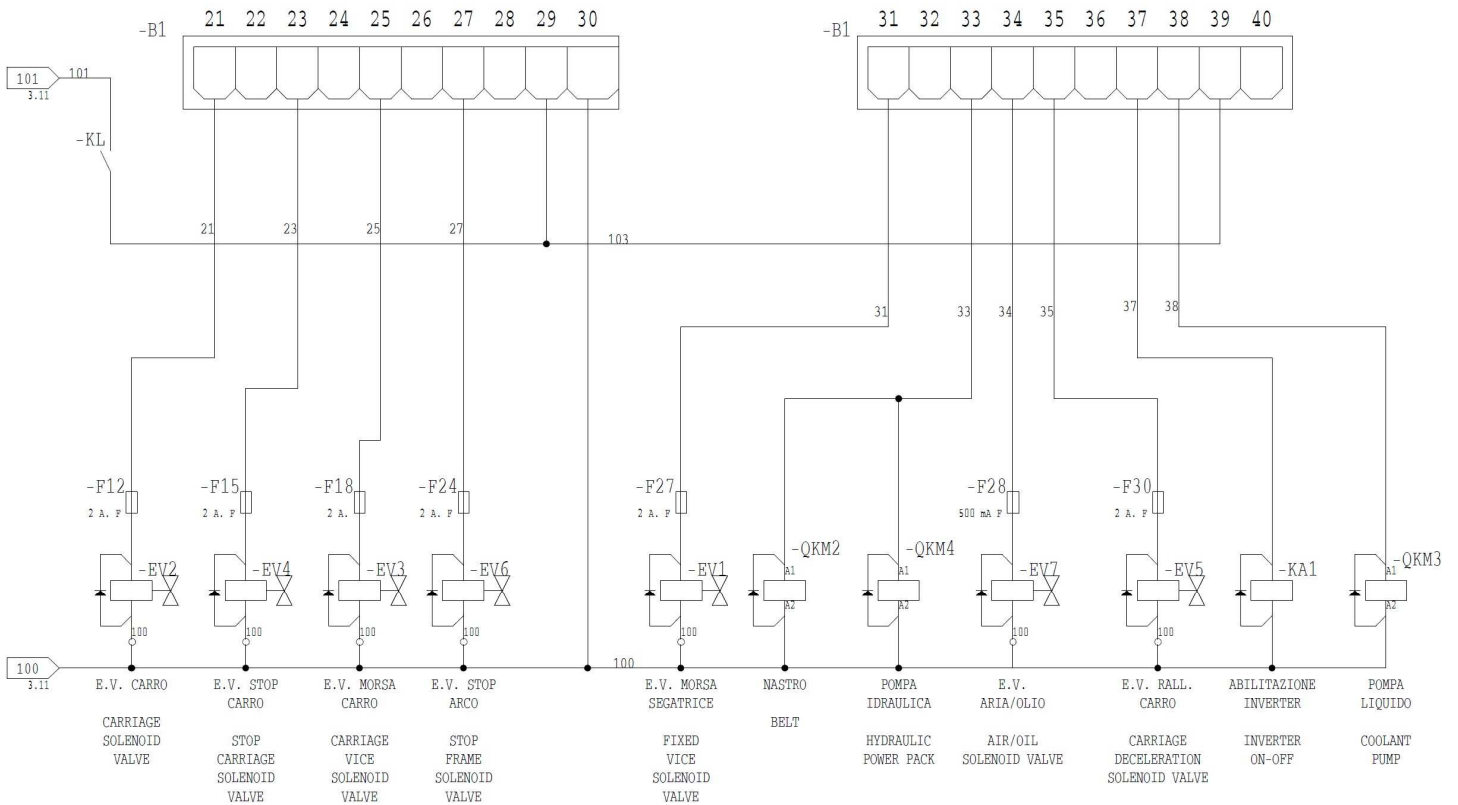 21 22 23 24 25 26 27 28 29 30
31 32 33 34 35 36 37 38 39 40
-B1
-B1
101
101
3.11
-KL
21
23
25
27
103
31
33
34
35
37
38
-F12
2 A. F
-F15
2 A. F
-F18
2 A.
-F24
2 A. F
-F27
2 A. F
-F28
500 mA F
-F30
2 A. F
-EV2
-EV4
-EV3
-EV6
-EV1
-QKM2
A1
A2
-QKM4
A1
A2
-EV7
-EV5
-KA1
-QKM3
A1
A2
100
100
100
100
100
100
100
100
3.11
100
E.V. CARRO
CARRIAGE
SOLENOID
VALVE
E.V. STOP
CARRO
STOP
CARRIAGE
SOLENOID
VALVE
E.V. MORSA
CARRO
CARRIAGE
VICE
SOLENOID
VALVE
E.V. STOP
ARCO
STOP
FRAME
SOLENOID
VALVE
E.V. MORSA
SEGATRICE
FIXED
VICE
SOLENOID
VALVE
NASTRO
BELT
POMPA
IDRAULICA
HYDRAULIC
POWER PACK
E.V.
ARIA/OLIO
AIR/OIL
SOLENOID VALVE
E.V. RALL.
CARRO
CARRIAGE
DECELERATION
SOLENOID VALVE
ABILITAZIONE
INVERTER
INVERTER
ON-OFF
POMPA
LIQUIDO
COOLANT
PUMP